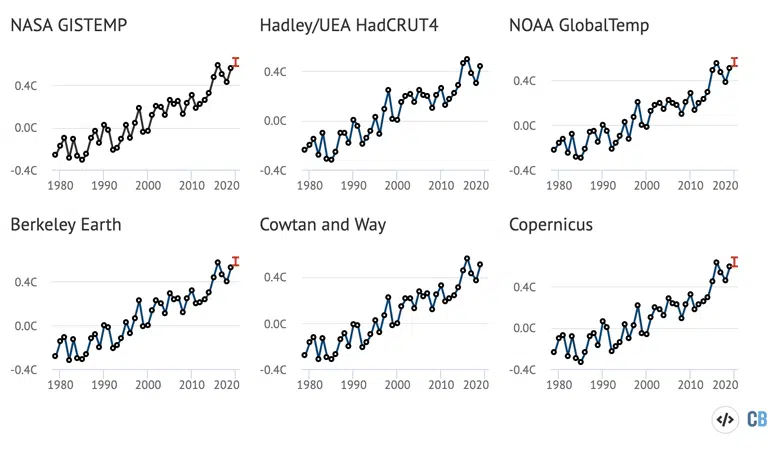 NASA GISTEMP
Hadley/UEA HadCRUT4
NOAA GlobalTemp
0.4C
0.0C
-0.4C
1980 1990 2000 2010 2020
0.4C
0.0C
-0.4C
1980 1990 2000 2010 2020
0.4C
0.0C
-0.4C
1980 1990 2000 2010 2020
Berkeley Earth
Cowtan and Way
Copernicus
0.4C
0.0C
-0.4C
1980 1990 2000 2010 2020
0.4C
0.0C
-0.4C
1980 1990 2000 2010 2020
0.4C
0.0C
-0.4C
1980 1990 2000 2010 2020
</> CB